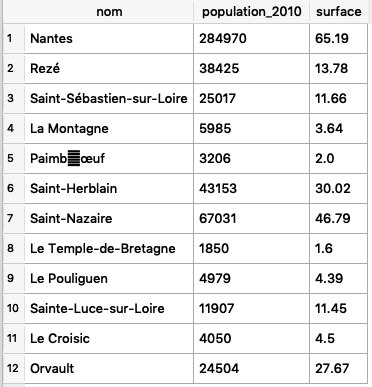 nom population_2010 surface
1 Nantes 284970 65.19
2 Rezé 38425 13.78
3 Saint-Sébastien-sur-Loire 25017 11.66
4 La Montagne 5985 3.64
5 3206 2.0
6 Saint-Herblain 43153 30.02
7 Saint-Nazaire 67031 46.79
8 Le Temple-de-Bretagne 1850 1.6
9 Le Pouliguen 4979 4.39
10 Sainte-Luce-sur-Loire 11907 11.45
11 Le Croisic 4050 4.5
12 Orvault 24504 27.67